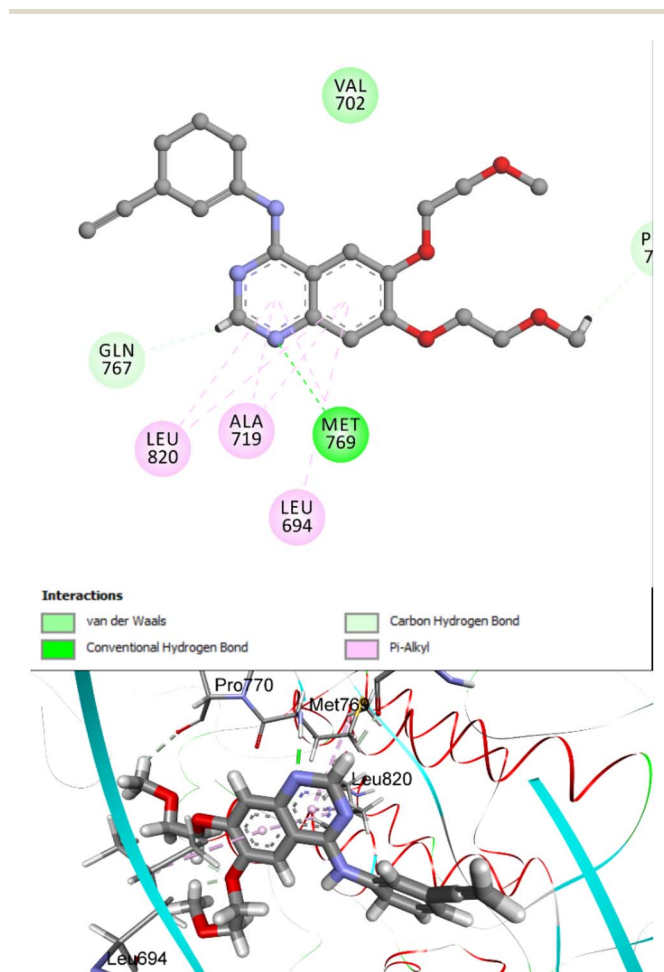 VAL
702
P
7
GLN
767
LEU
820
ALA
719
MET
769
LEU
694
Interactions
van der Waals
Carbon Hydrogen Bond
Conventional Hydrogen Bond
Pi-Alkyl
Pro770
Met769
Leu820
Leu694